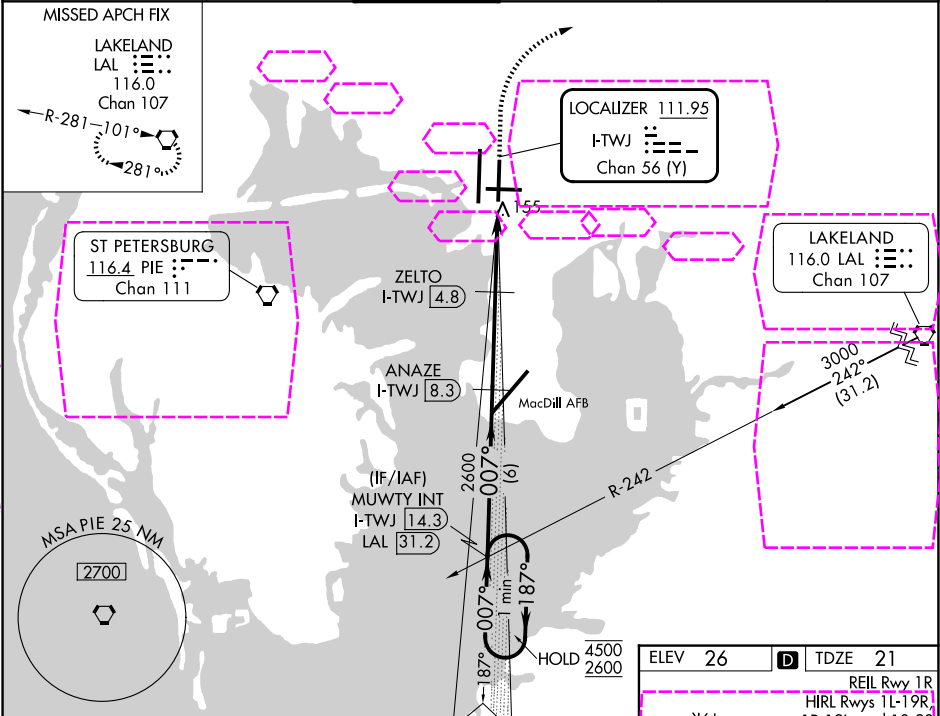 MISSED APCH FIX
LAKELAND
LAL
116.0
Chan 107
R-281
101°
281°
LOCALIZER 111.95
I-TWJ
Chan 56 (Y)
155
ST PETERSBURG
116.4 PIE
Chan 111
LAKELAND
116.0 LAL
Chan 107
ZELTO
I-TWJ 4.8
3000
242°
(31.2)
ANAZE
I-TWJ 8.3
MacDill AFB
2600
007°
(6)
R-242
(IF/IAF)
MUWTY INT
I-TWJ 14.3
LAL 31.2
MSA PIE 25 NM
2700
007°
1 min
187°
187°
HOLD 4500
2600
ELEV 26
D
TDZE 21
REIL Rwy 1R
HIRL Rwys 1L-19R,